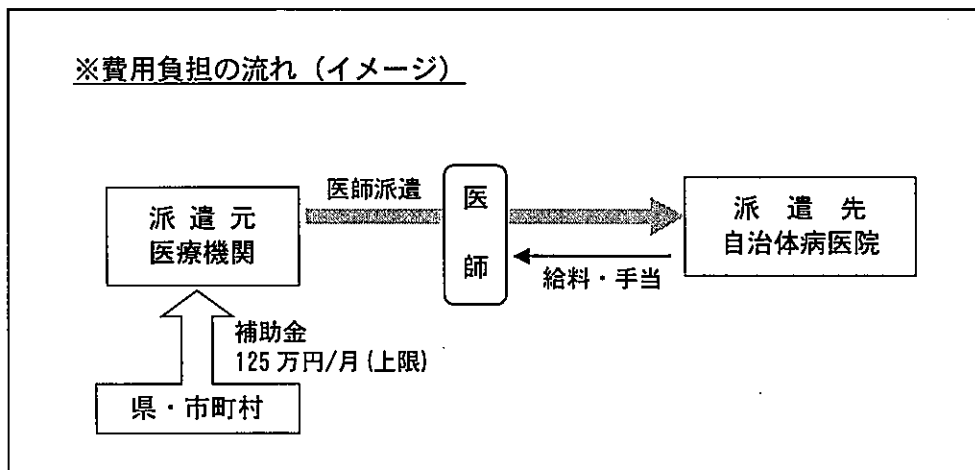 ※費用負担の流れ（イメージ）
派遣元
医療機関
医師派遣
医
師
派遣先
自治体病医院
給料・手当
補助金
125万円/月(上限)
県・市町村